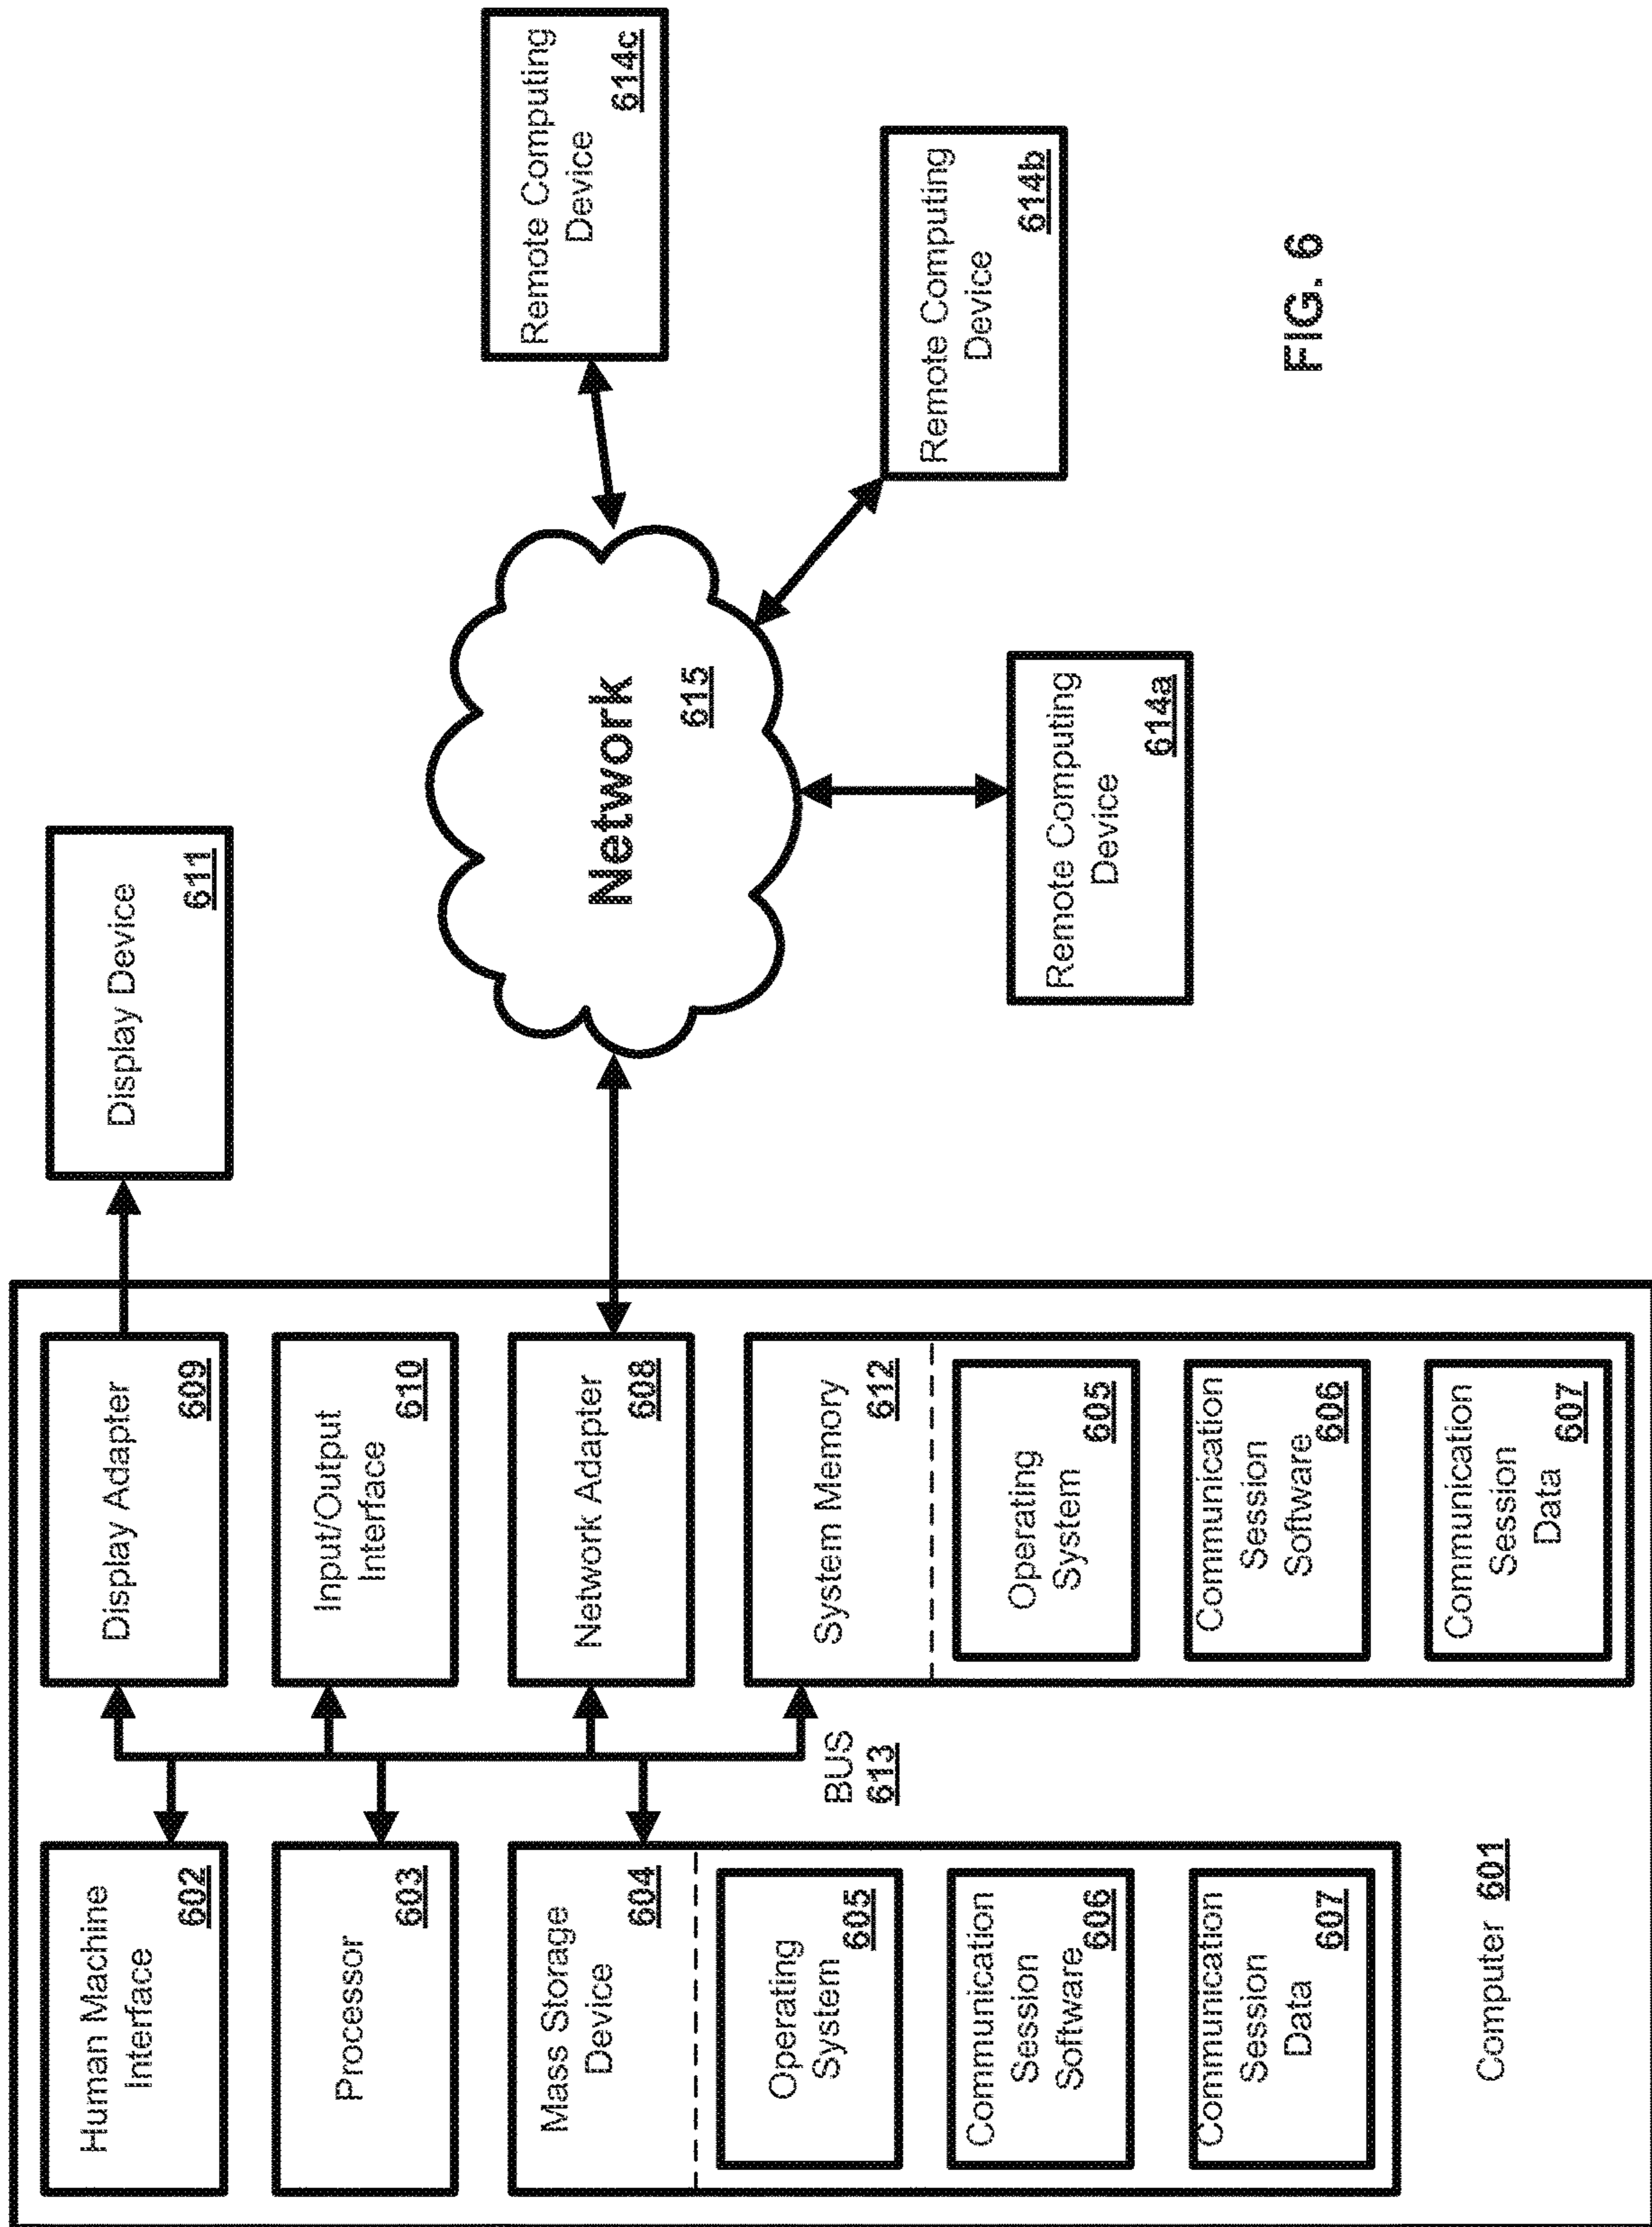 Human Machine
Interface
602
Processor
603
Mass Storage
Device
604
Operating
System
605
Communication
Session
Software
606
Communication
Session
Data
607
Computer 601
BUS
613
Display Adapter
609
Input/Output
Interface
610
Network Adapter
608
System Memory
612
Operating
System
605
Communication
Session
Software
606
Communication
Session
Data
607
Display Device
611
Network
615
Remote Computing
Device
614a
Remote Computing
Device
614b
Remote Computing
Device
614c
FIG. 6